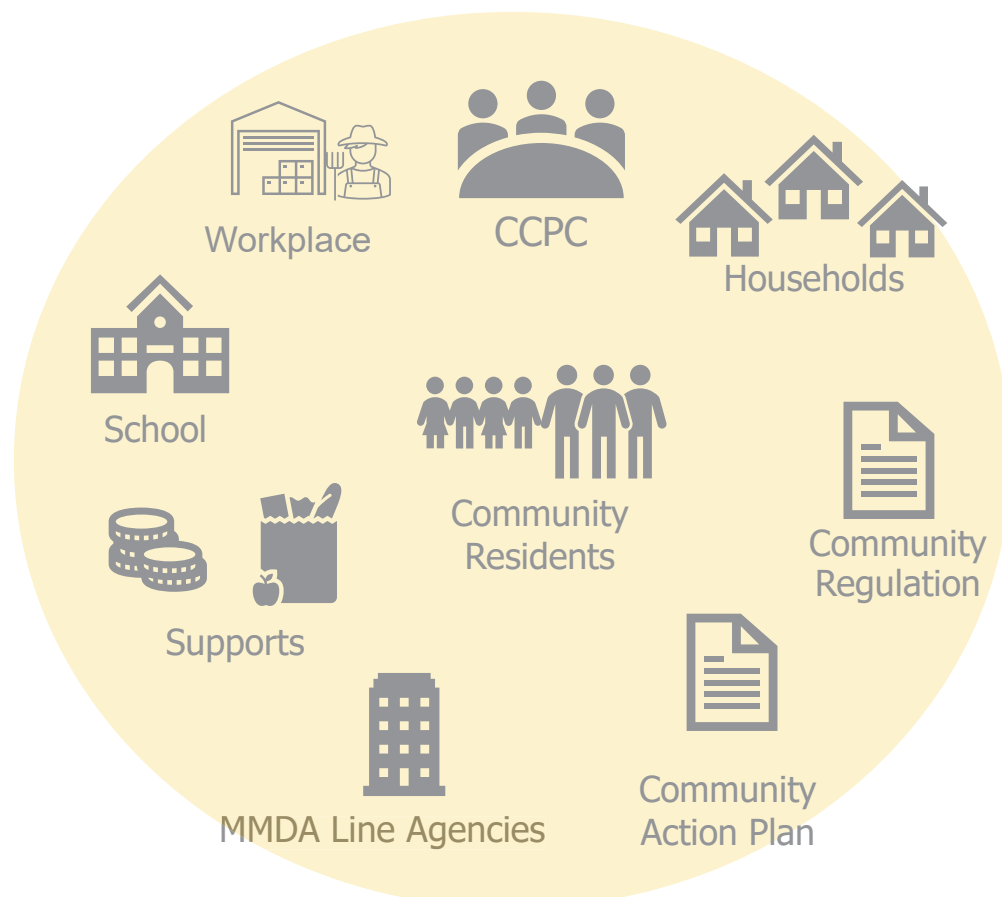 Workplace
CCPC
Households
School
Community
Residents
Community
Regulation
Supports
MMDA Line Agencies
Community
Action Plan